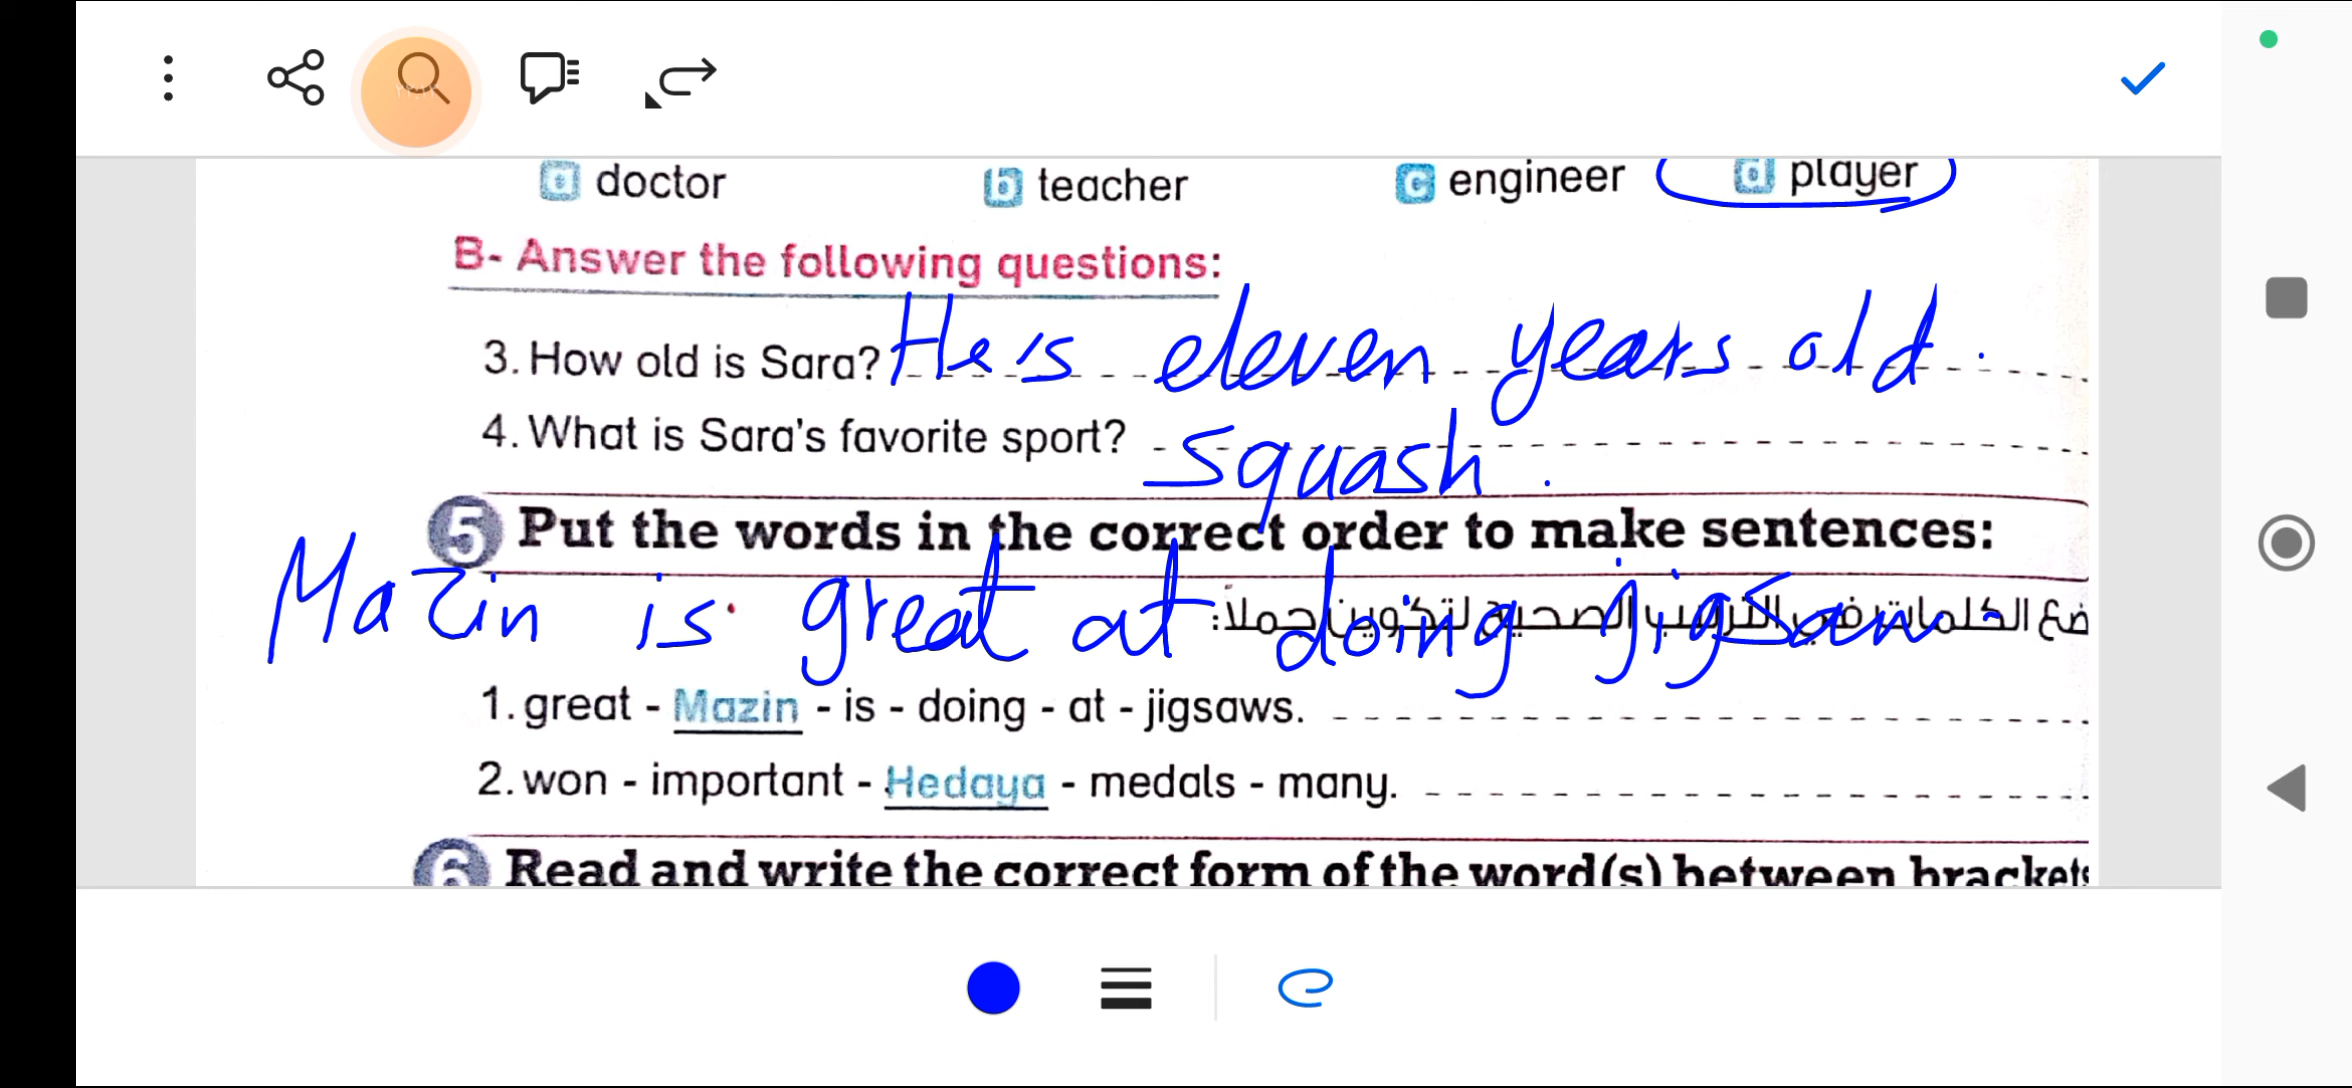 a doctor b teacher c engineer d player
B- Answer the following questions:
3. How old is Sara? He's eleven years old.
4. What is Sara's favorite sport? squash.
5 Put the words in the correct order to make sentences:
Mazin is great at doing jigsaw
ضع الكلمات في الترتيب الصحيح لتكوين جملاً:
1. great - Mazin - is - doing - at - jigsaws.
2. won - important - Hedaya - medals - many.
6 Read and write the correct form of the word(s) between brackets